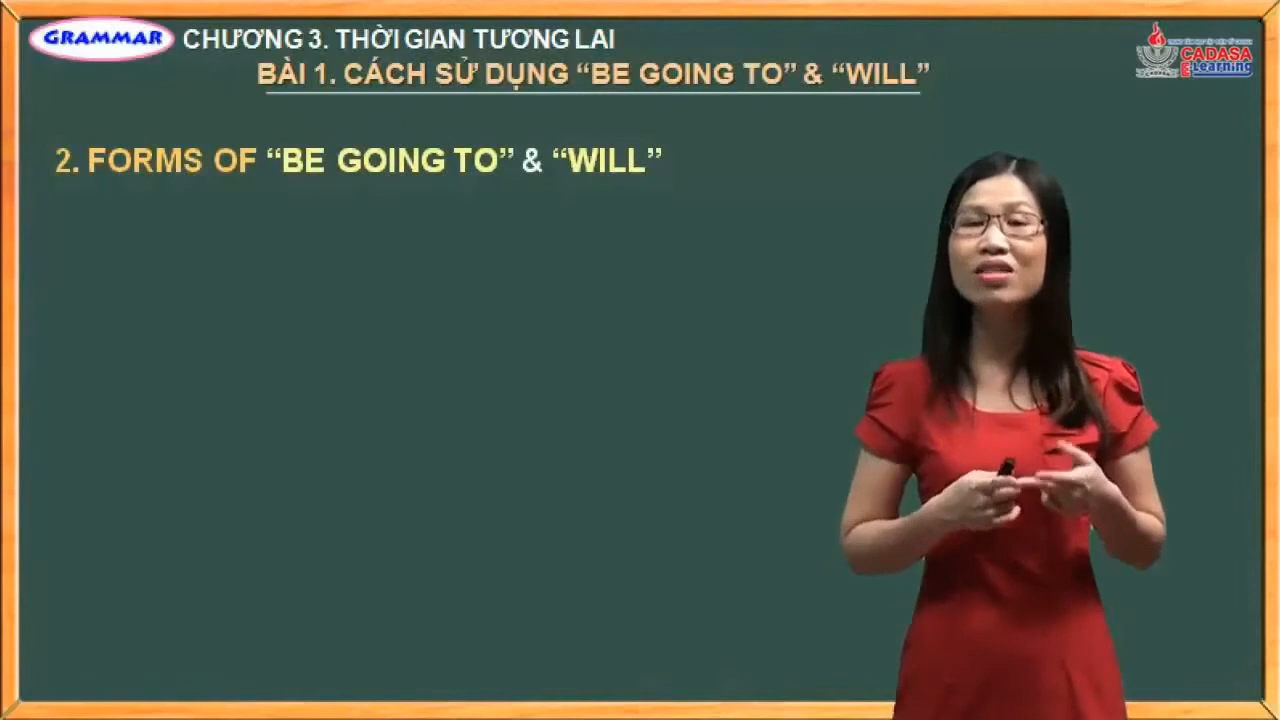 GRAMMAR CHƯƠNG 3. THỜI GIAN TƯƠNG LAI
BÀI 1. CÁCH SỬ DỤNG “BE GOING TO” & “WILL”
CADASA
E Learning
2. FORMS OF “BE GOING TO” & “WILL”